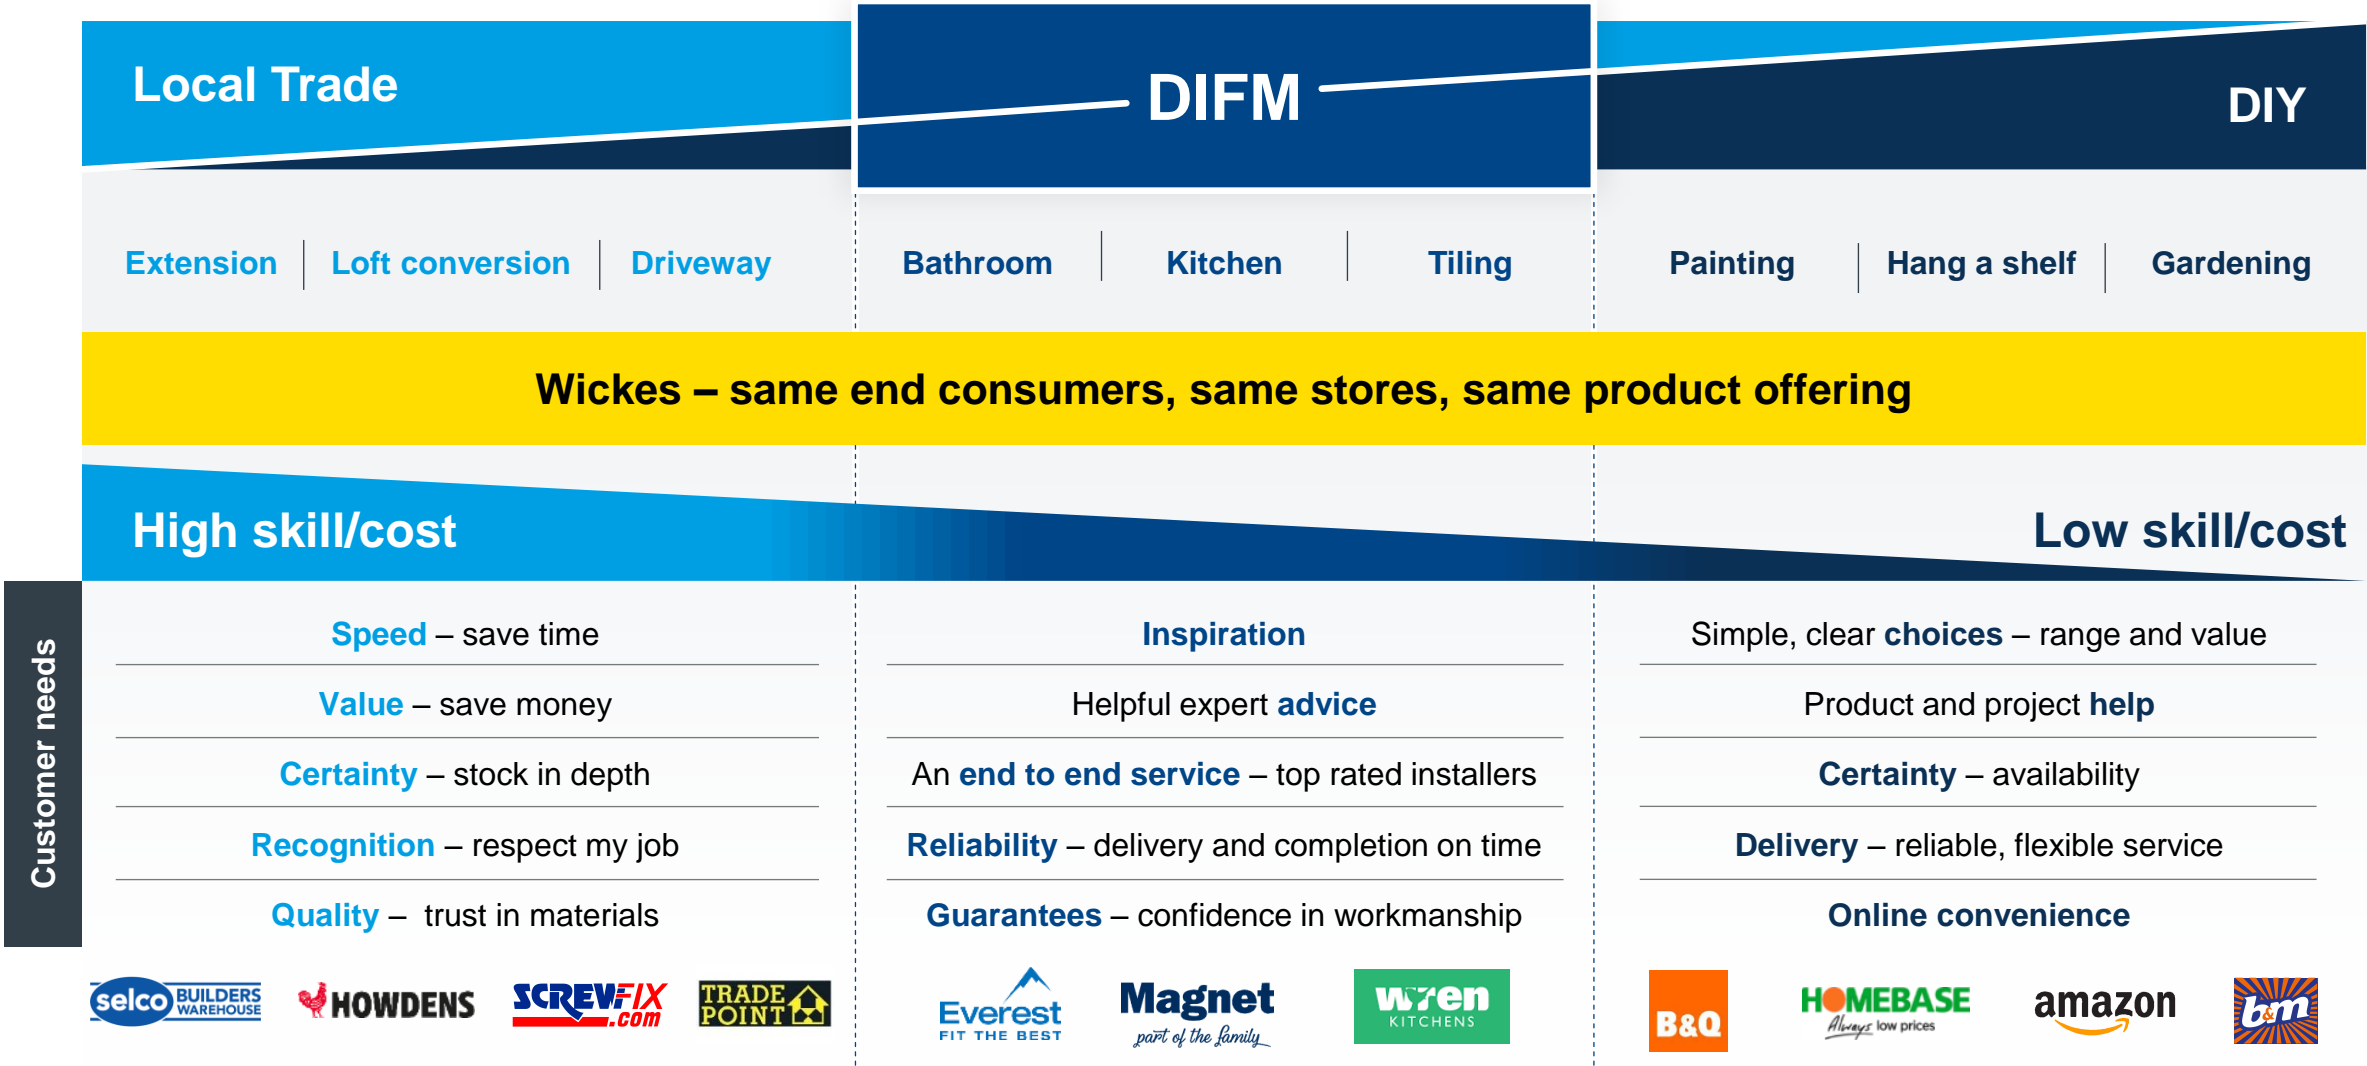 Local Trade
DIFM
DIY
Extension
Loft conversion
Driveway
Bathroom
Kitchen
Tiling
Painting
Hang a shelf
Gardening
Wickes – same end consumers, same stores, same product offering
High skill/cost
Low skill/cost
Customer needs
Speed – save time
Value – save money
Certainty – stock in depth
Recognition – respect my job
Quality – trust in materials
Inspiration
Helpful expert advice
An end to end service – top rated installers
Reliability – delivery and completion on time
Guarantees – confidence in workmanship
Simple, clear choices – range and value
Product and project help
Certainty – availability
Delivery – reliable, flexible service
Online convenience
selco BUILDERS
WAREHOUSE
HOWDENS
SCREWFIX
.com
TRADE
POINT
Everest
FIT THE BEST
Magnet
part of the family
wren
KITCHENS
B&Q
HOMEBASE
Always low prices
amazon
b&m